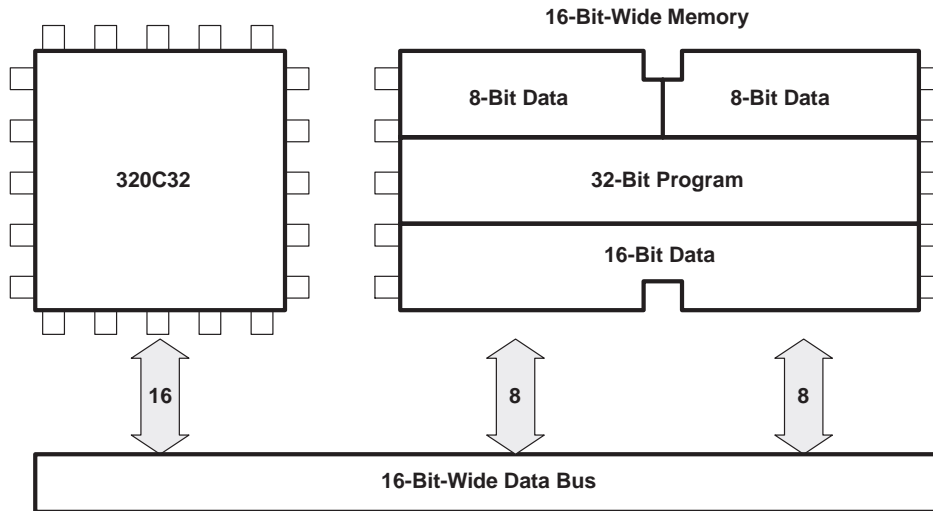 16-Bit-Wide Memory
8-Bit Data
8-Bit Data
320C32
32-Bit Program
16-Bit Data
16
8
8
16-Bit-Wide Data Bus